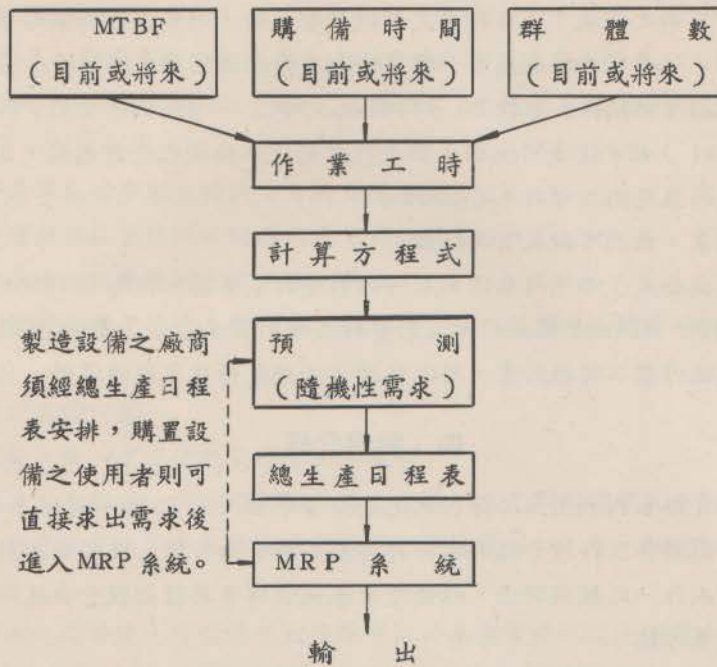 MTBF
(目前或將來)
購備時間
(目前或將來)
群體數
(目前或將來)
作業工時
計算方程式
預測
(隨機性需求)
製造設備之廠商
須經總生產日程
表安排，購置設
備之使用者則可
直接求出需求後
進入MRP系統。
總生產日程表
MRP系統
輸出